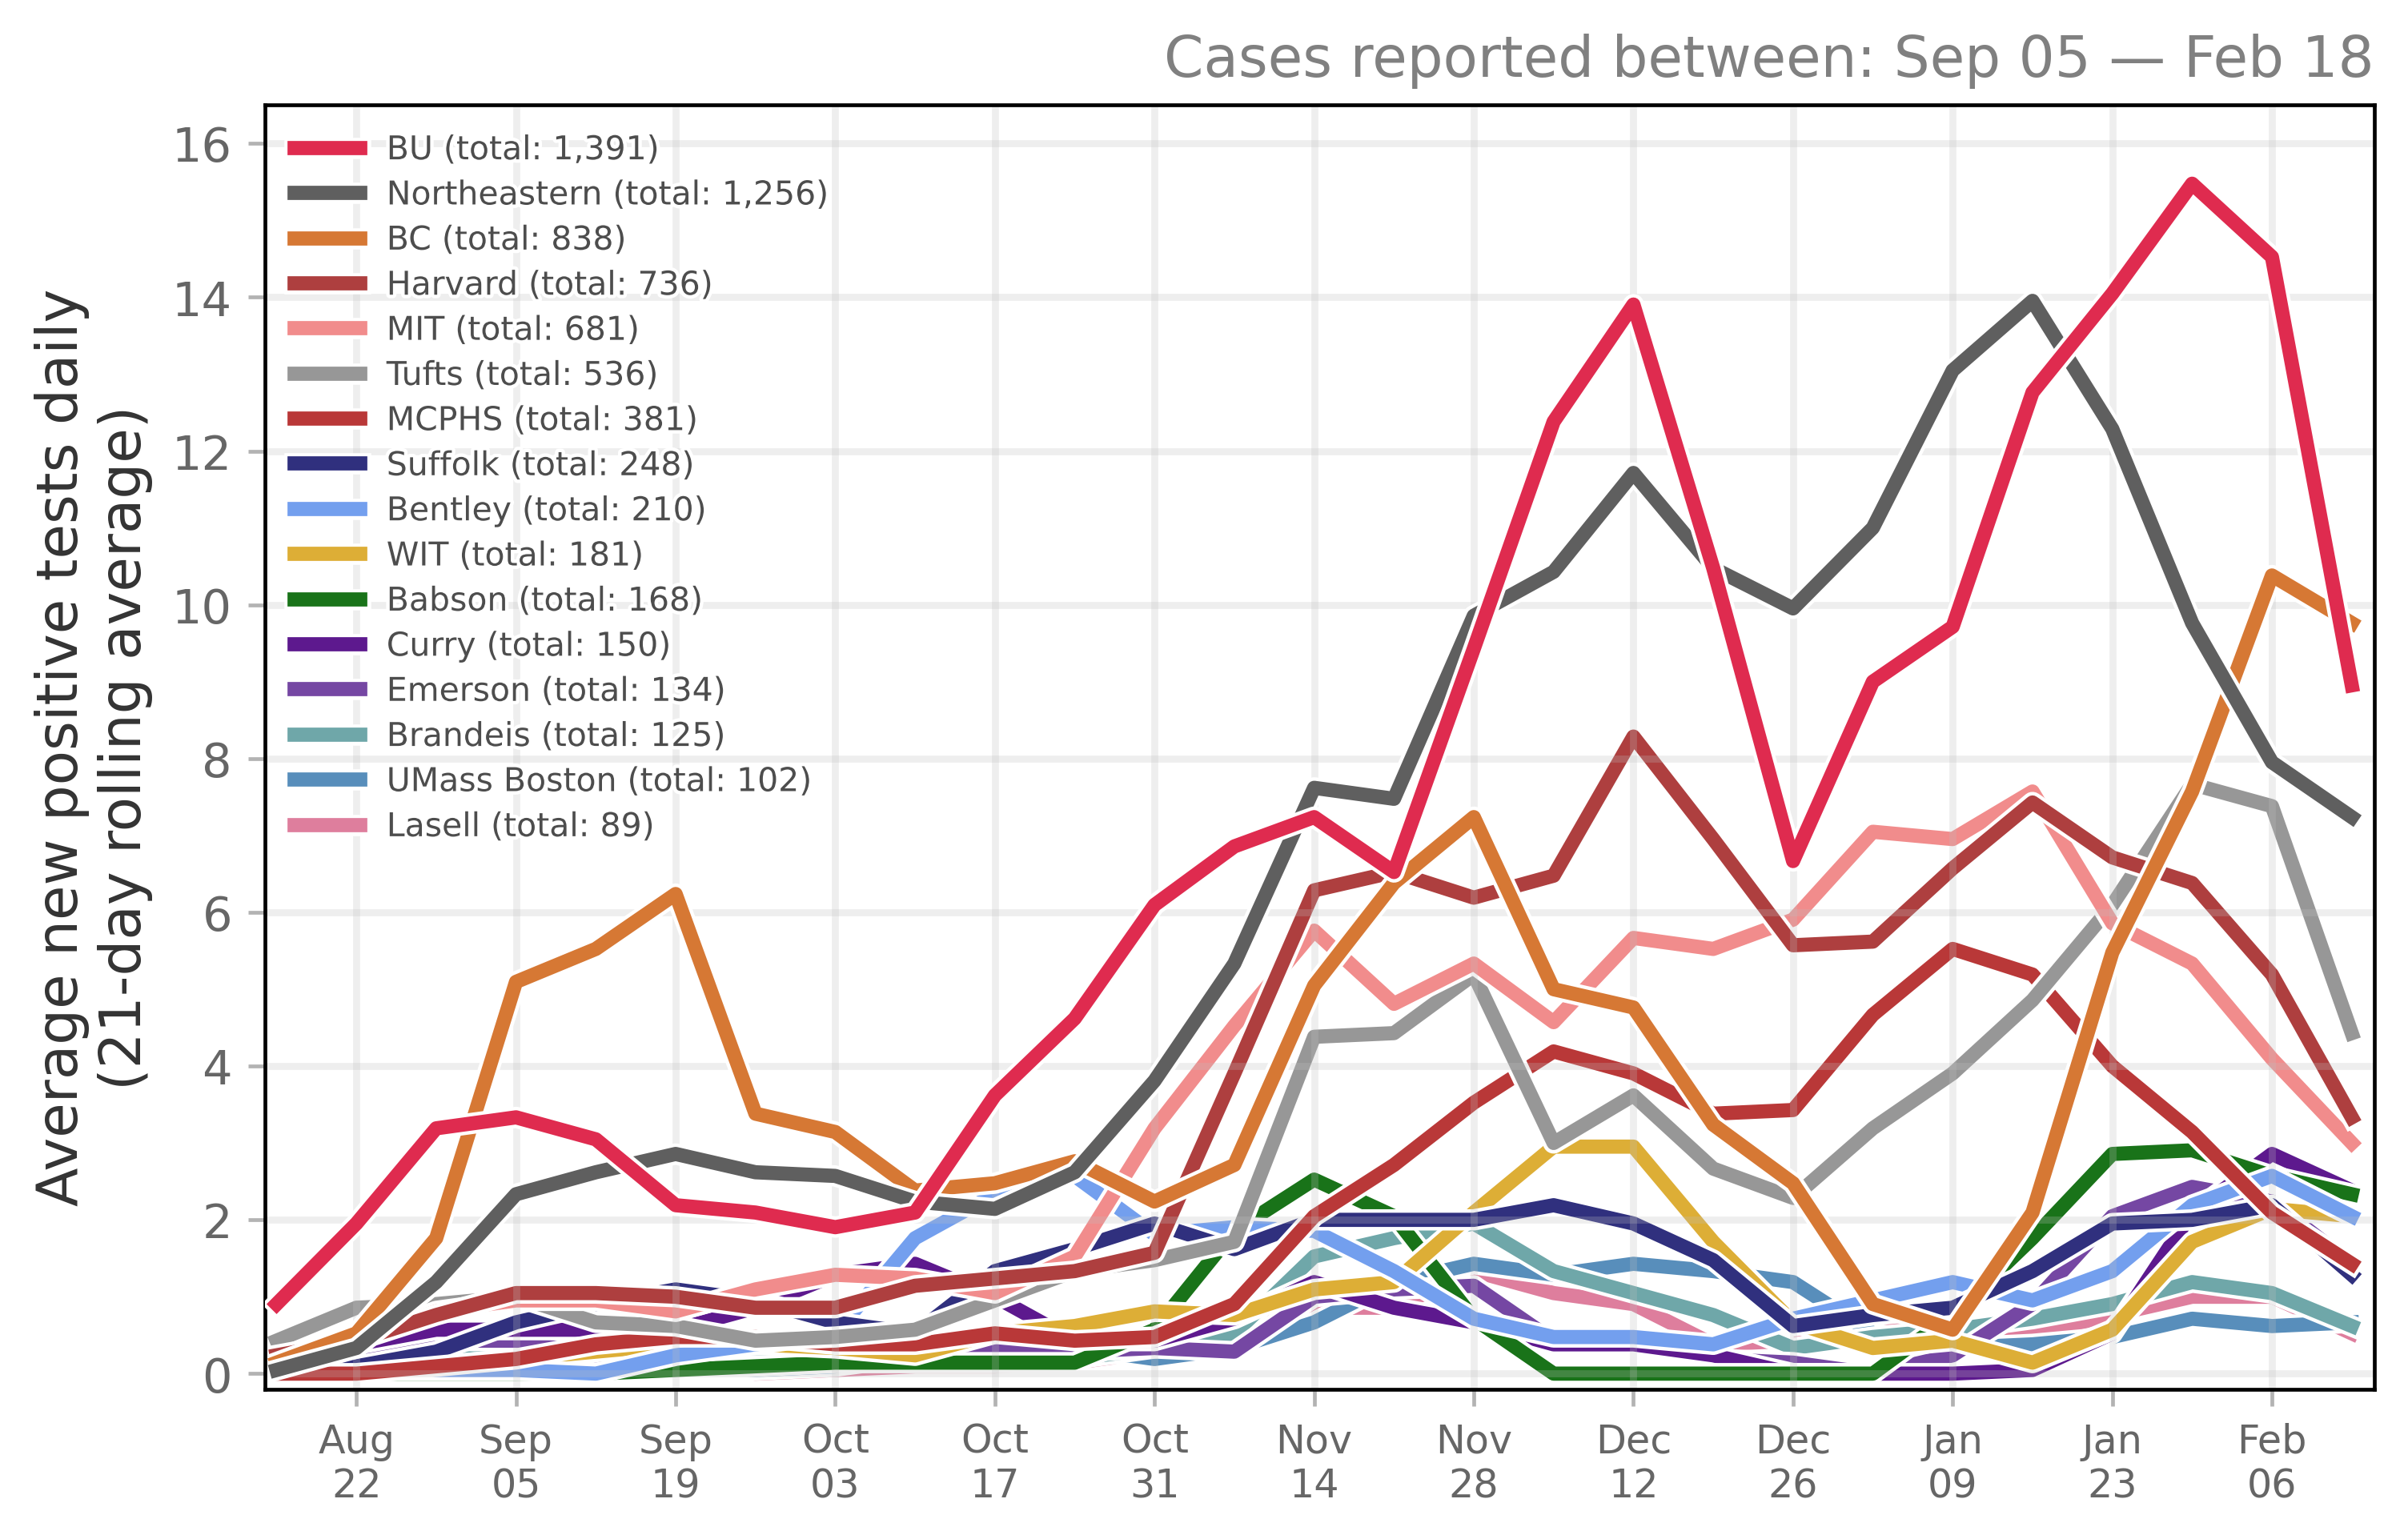 Cases reported between: Sep 05 — Feb 18
Average new positive tests daily
(21-day rolling average)
16
14
12
10
8
6
4
2
0
BU (total: 1,391)
Northeastern (total: 1,256)
BC (total: 838)
Harvard (total: 736)
MIT (total: 681)
Tufts (total: 536)
MCPHS (total: 381)
Suffolk (total: 248)
Bentley (total: 210)
WIT (total: 181)
Babson (total: 168)
Curry (total: 150)
Emerson (total: 134)
Brandeis (total: 125)
UMass Boston (total: 102)
Lasell (total: 89)
Aug
22
Sep
05
Sep
19
Oct
03
Oct
17
Oct
31
Nov
14
Nov
28
Dec
12
Dec
26
Jan
09
Jan
23
Feb
06